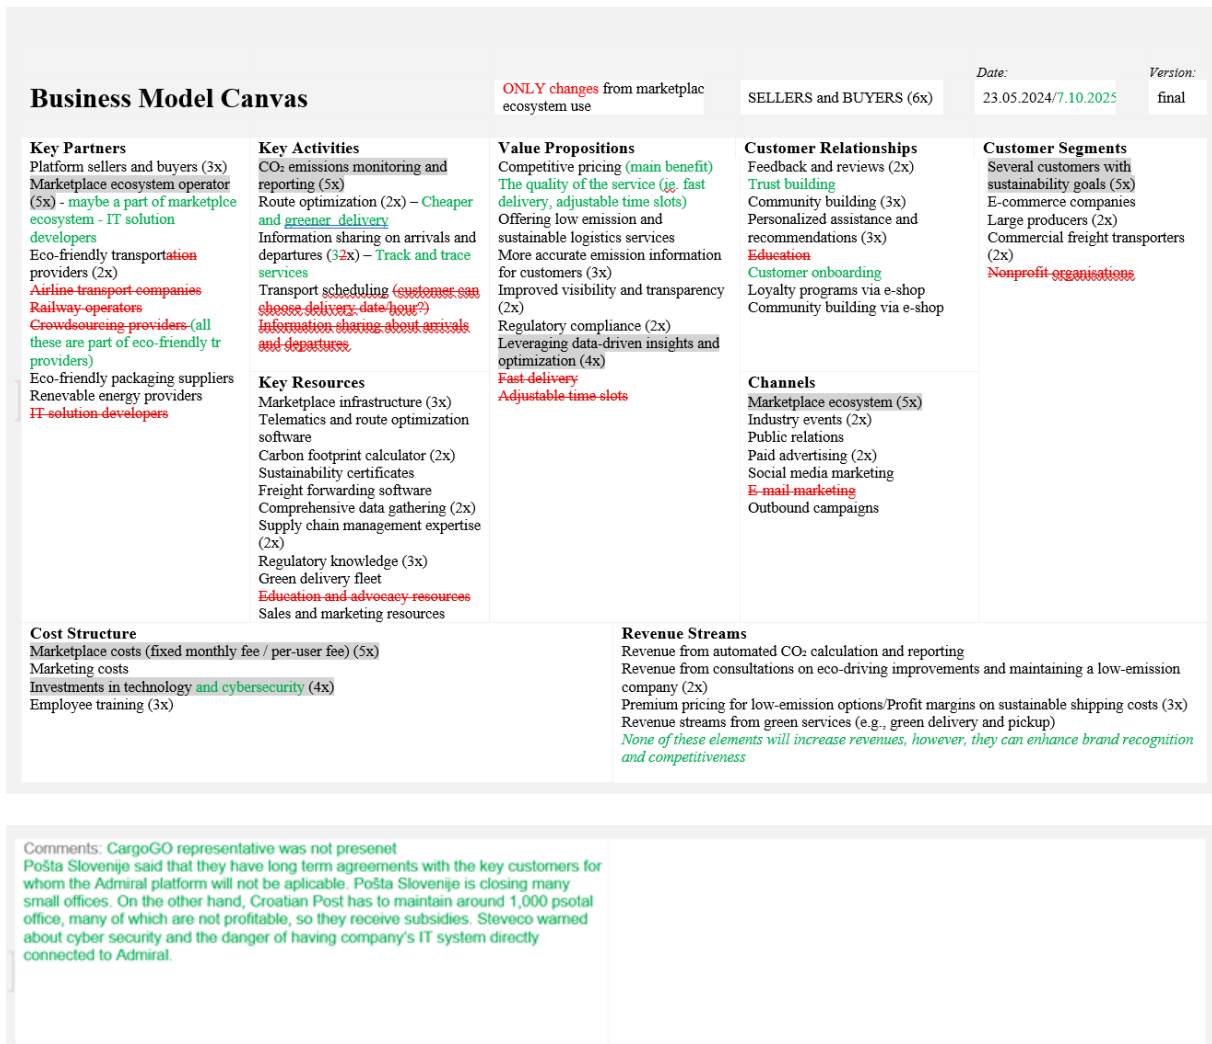 Business Model Canvas
ONLY changes from marketplac
ecosystem use
SELLERS and BUYERS (6x)
Date:
23.05.2024/7.10.2025
Version:
final
Key Partners
Platform sellers and buyers (3x)
Marketplace ecosystem operator
(5x) - maybe a part of marketplce
ecosystem - IT solution
developers
Eco-friendly transportation
providers (2x)
Airline transport companies
Railway operators
Crowdsourcing providers (all
these are part of eco-friendly tr
providers)
Eco-friendly packaging suppliers
Renevable energy providers
IT solution developers
Key Activities
CO₂ emissions monitoring and
reporting (5x)
Route optimization (2x) – Cheaper
and greener delivery
Information sharing on arrivals and
departures (32x) – Track and trace
services
Transport scheduling (customer can
choose delivery date/hour?)
Information sharing about arrivals
and departures
Key Resources
Marketplace infrastructure (3x)
Telematics and route optimization
software
Carbon footprint calculator (2x)
Sustainability certificates
Freight forwarding software
Comprehensive data gathering (2x)
Supply chain management expertise
(2x)
Regulatory knowledge (3x)
Green delivery fleet
Education and advocacy resources
Sales and marketing resources
Value Propositions
Competitive pricing (main benefit)
The quality of the service (ie. fast
delivery, adjustable time slots)
Offering low emission and
sustainable logistics services
More accurate emission information
for customers (3x)
Improved visibility and transparency
(2x)
Regulatory compliance (2x)
Leveraging data-driven insights and
optimization (4x)
Fast delivery
Adjustable time slots
Customer Relationships
Feedback and reviews (2x)
Trust building
Community building (3x)
Personalized assistance and
recommendations (3x)
Education
Customer onboarding
Loyalty programs via e-shop
Community building via e-shop
Channels
Marketplace ecosystem (5x)
Industry events (2x)
Public relations
Paid advertising (2x)
Social media marketing
E-mail marketing
Outbound campaigns
Customer Segments
Several customers with
sustainability goals (5x)
E-commerce companies
Large producers (2x)
Commercial freight transporters
(2x)
Nonprofit organisations
Cost Structure
Marketplace costs (fixed monthly fee / per-user fee) (5x)
Marketing costs
Investments in technology and cybersecurity (4x)
Employee training (3x)
Revenue Streams
Revenue from automated CO₂ calculation and reporting
Revenue from consultations on eco-driving improvements and maintaining a low-emission
company (2x)
Premium pricing for low-emission options/Profit margins on sustainable shipping costs (3x)
Revenue streams from green services (e.g., green delivery and pickup)
None of these elements will increase revenues, however, they can enhance brand recognition
and competitiveness
Comments: CargoGO representative was not presenet
Pošta Slovenije said that they have long term agreements with the key customers for
whom the Admiral platform will not be aplicable. Pošta Slovenije is closing many
small offices. On the other hand, Croatian Post has to maintain around 1,000 psotal
office, many of which are not profitable, so they receive subsidies. Steveco warned
about cyber security and the danger of having company's IT system directly
connected to Admiral.